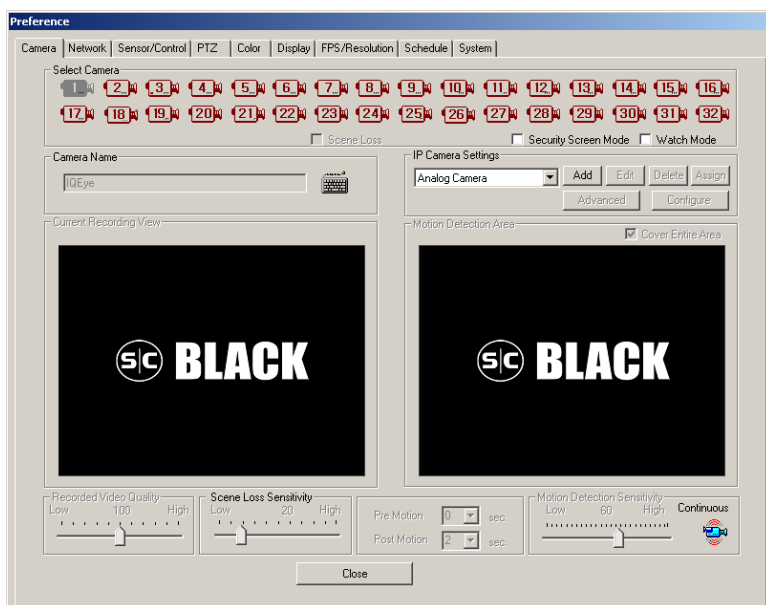 Preference
Camera Network Sensor/Control PTZ Color Display FPS/Resolution Schedule System
Select Camera
1 2 3 4 5 6 7 8 9 10 11 12 13 14 15 16
17 18 19 20 21 22 23 24 25 26 27 28 29 30 31 32
Scene Loss Security Screen Mode Watch Mode
Camera Name
IQEye
IP Camera Settings
Analog Camera Add Edit Delete Assign
Advanced Configure
Current Recording View
Motion Detection Area
Cover Entire Area
S|C BLACK
S|C BLACK
Recorded Video Quality
Low 100 High
Scene Loss Sensitivity
Low 20 High
Pre Motion 0 sec.
Post Motion 2 sec.
Motion Detection Sensitivity
Low 60 High
Continuous
Close